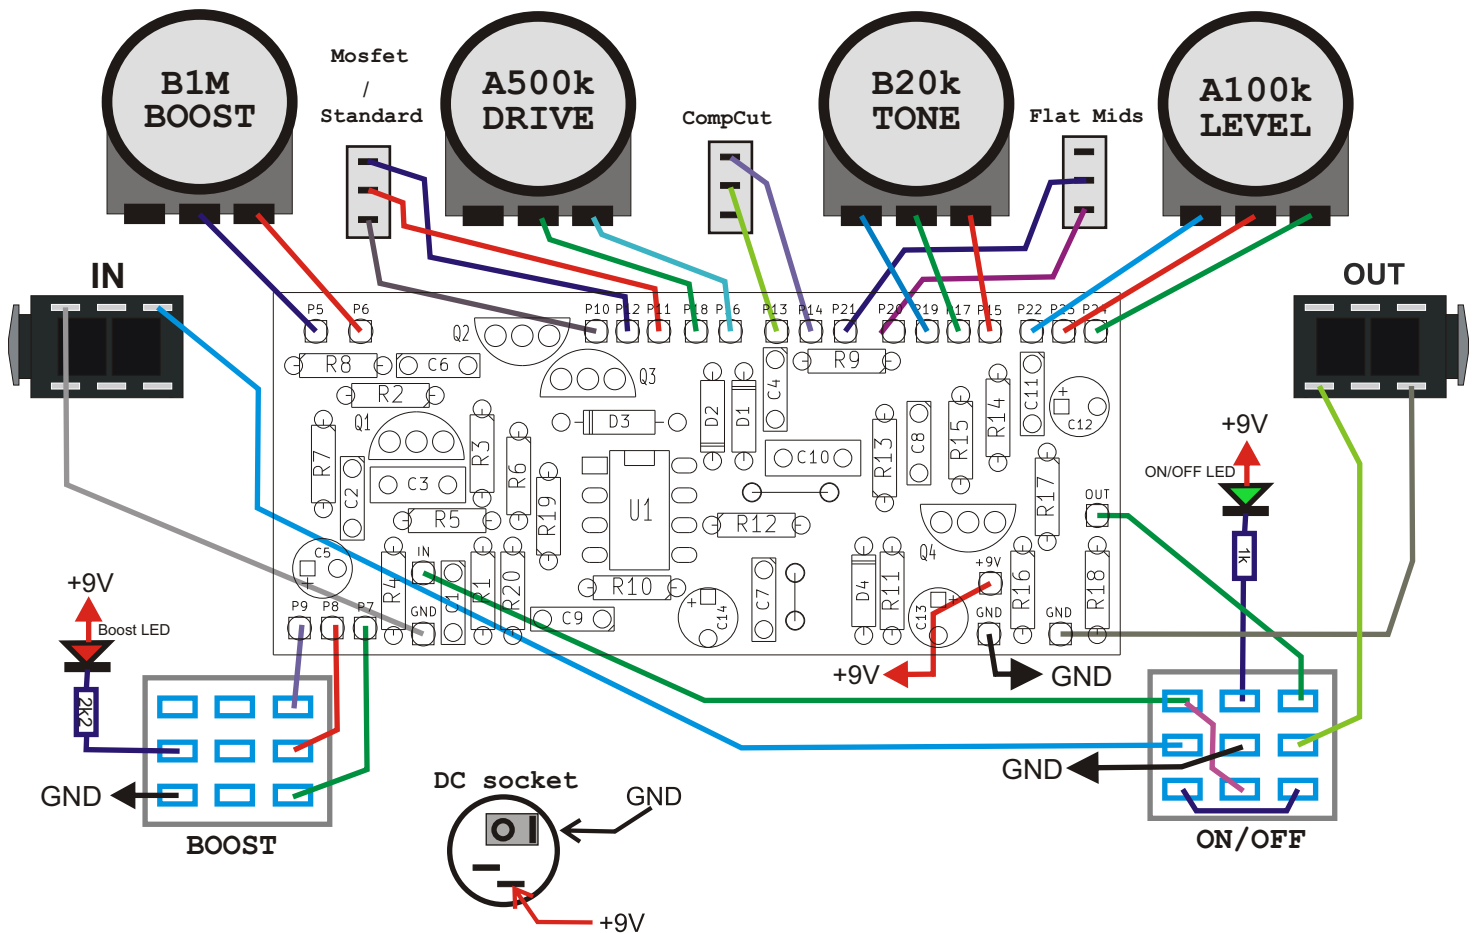 Mosfet
/
Standard
B1M
BOOST
A500k
DRIVE
CompCut
B20k
TONE
Flat Mids
A100k
LEVEL
IN
OUT
P5
P6
P10
P12
P11
P18
P16
P13
P14
P21
P20
P19
P17
P15
P22
P23
P24
Q2
R8
C6
R2
Q3
Q1
R7
C2
C3
R3
R6
R5
R19
D3
D2
D1
C4
R9
C10
R13
C8
R15
R14
C11
C12
U1
R12
R17
OUT
Q4
C5
R4
IN
C1
R1
R20
R10
C9
C14
C7
D4
R11
C13
+9V
R16
R18
P9
P8
P7
GND
GND
GND
+9V
ON/OFF LED
1k
+9V
Boost LED
2k2
GND
BOOST
+9V
GND
GND
ON/OFF
DC socket
GND
+9V